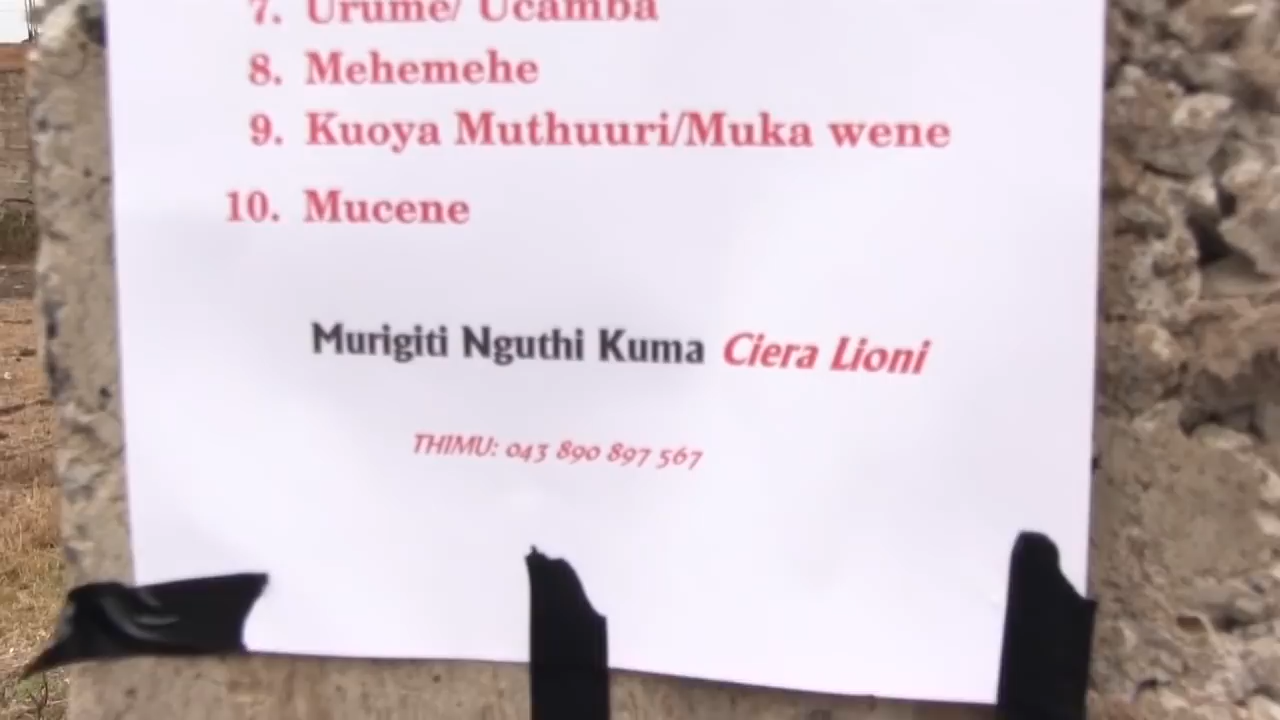 7. Urume/ Ucamba
8. Mehemehe
9. Kuoya Muthuuri/Muka wene
10. Mucene
Murigiti Nguthi Kuma Ciera Lioni
THIMU: 043 890 897 567